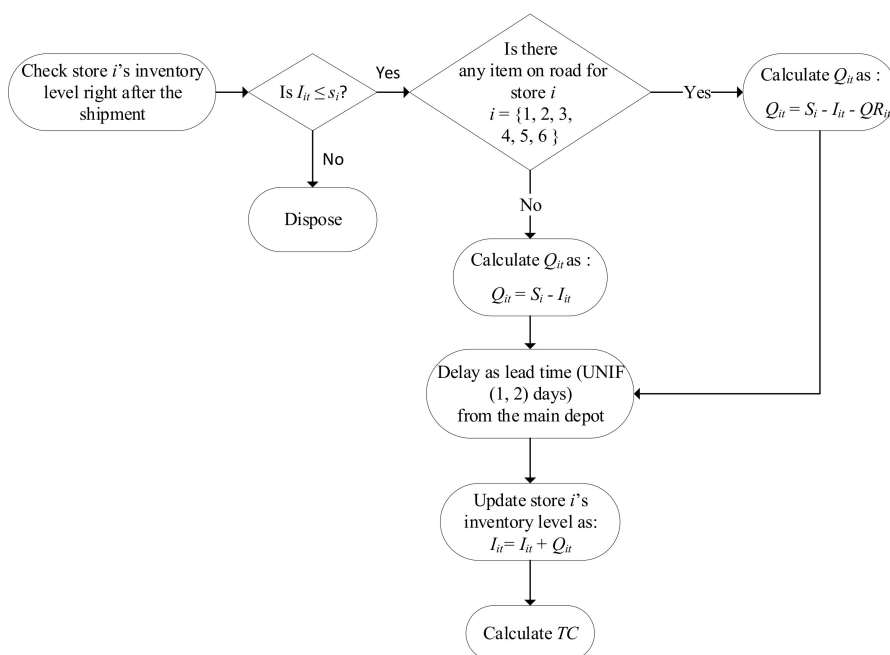 Check store i's inventory
level right after the
shipment
Is Iit ≤ si?
Yes
No
Dispose
Is there
any item on road for
store i
i = {1, 2, 3,
4, 5, 6 }
Yes
Calculate Qit as :
Qit = Si - Iit - QRit
No
Calculate Qit as :
Qit = Si - Iit
Delay as lead time (UNIF
(1, 2) days)
from the main depot
Update store i's
inventory level as:
Iit= Iit + Qit
Calculate TC